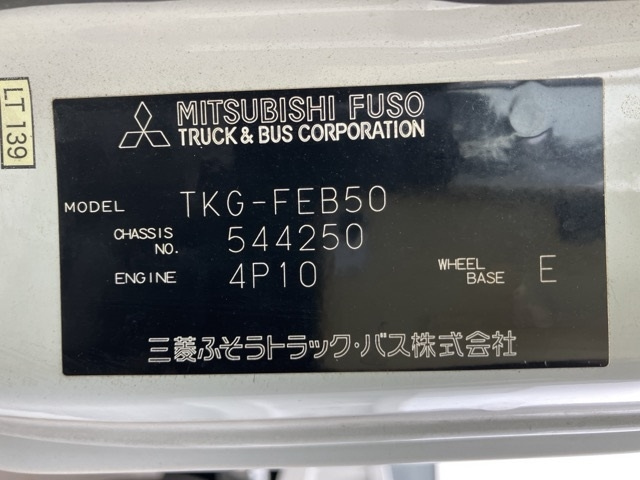 LT 139
MITSUBISHI FUSO
TRUCK & BUS CORPORATION
MODEL TKG-FEB50
CHASSIS NO. 544250
ENGINE 4P10 WHEEL BASE E
三菱ふそうトラック・バス株式会社